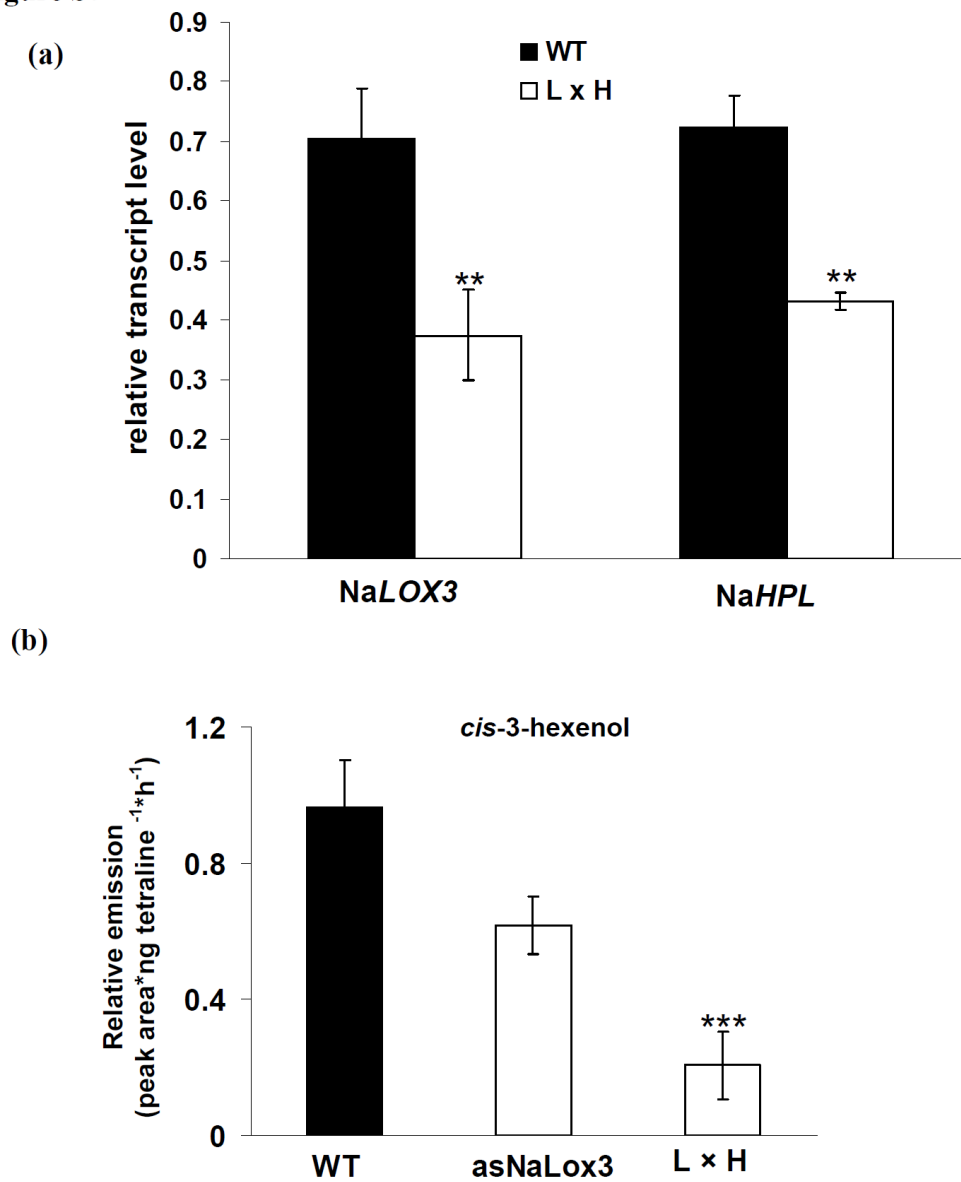 (a)
WT
L x H
relative transcript level
0.9
0.8
0.7
0.6
0.5
0.4
0.3
0.2
0.1
0
**
**
NaLOX3
NaHPL
(b)
cis-3-hexenol
Relative emission
(peak area*ng tetraline -1*h-1)
1.2
0.8
0.4
0
***
WT
asNaLox3
L × H